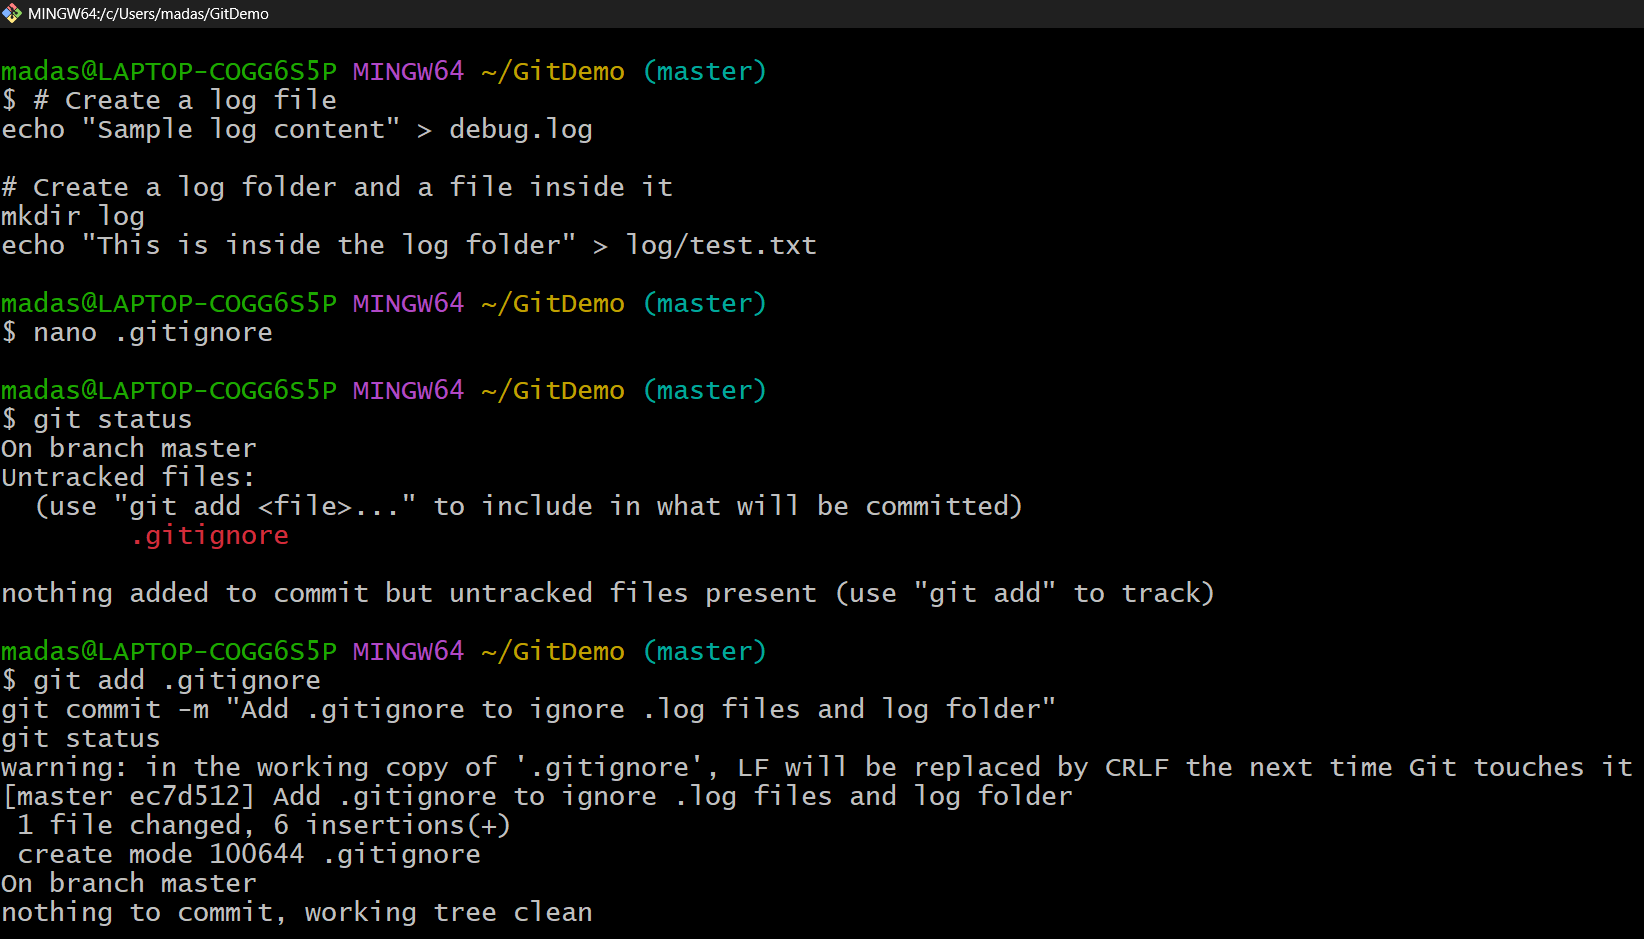 MINGW64:/c/Users/madas/GitDemo
madas@LAPTOP-COGG6S5P MINGW64 ~/GitDemo (master)
$ # Create a log file
echo "Sample log content" > debug.log
# Create a log folder and a file inside it
mkdir log
echo "This is inside the log folder" > log/test.txt
madas@LAPTOP-COGG6S5P MINGW64 ~/GitDemo (master)
$ nano .gitignore
madas@LAPTOP-COGG6S5P MINGW64 ~/GitDemo (master)
$ git status
On branch master
Untracked files:
  (use "git add <file>..." to include in what will be committed)
        .gitignore
nothing added to commit but untracked files present (use "git add" to track)
madas@LAPTOP-COGG6S5P MINGW64 ~/GitDemo (master)
$ git add .gitignore
git commit -m "Add .gitignore to ignore .log files and log folder"
git status
warning: in the working copy of '.gitignore', LF will be replaced by CRLF the next time Git touches it
[master ec7d512] Add .gitignore to ignore .log files and log folder
 1 file changed, 6 insertions(+)
 create mode 100644 .gitignore
On branch master
nothing to commit, working tree clean